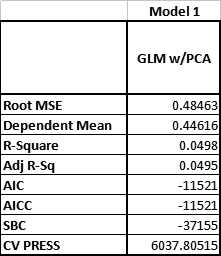 Model 1
GLM w/PCA
Root MSE 0.48463
Dependent Mean 0.44616
R-Square 0.0498
Adj R-Sq 0.0495
AIC -11521
AICC -11521
SBC -37155
CV PRESS 6037.80515